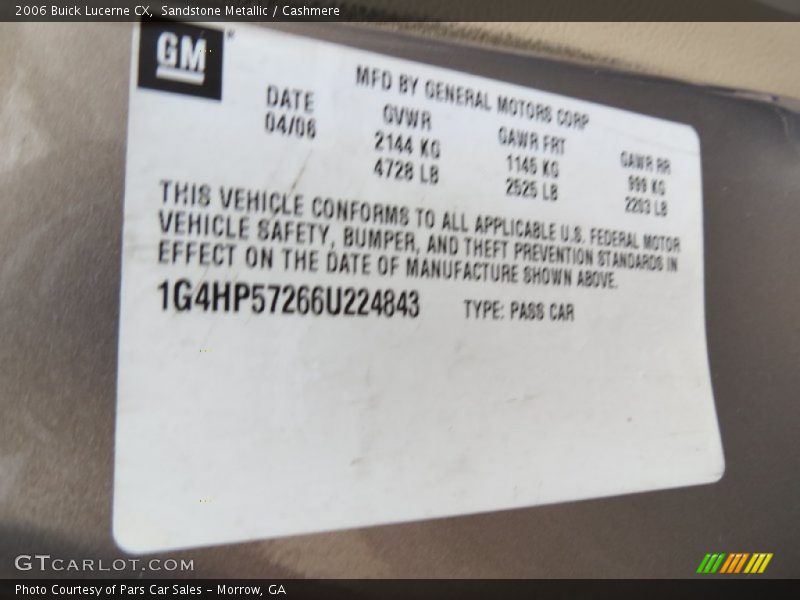 2006 Buick Lucerne CX, Sandstone Metallic / Cashmere
GM
MFD BY GENERAL MOTORS CORP
DATE GVWR GAWR FRT GAWR RR
04/06 2144 KG 1145 KG 999 KG
4728 LB 2525 LB 2203 LB
THIS VEHICLE CONFORMS TO ALL APPLICABLE U.S. FEDERAL MOTOR
VEHICLE SAFETY, BUMPER, AND THEFT PREVENTION STANDARDS IN
EFFECT ON THE DATE OF MANUFACTURE SHOWN ABOVE.
1G4HP57266U224843 TYPE: PASS CAR
GTCARLOT.COM
Photo Courtesy of Pars Car Sales - Morrow, GA